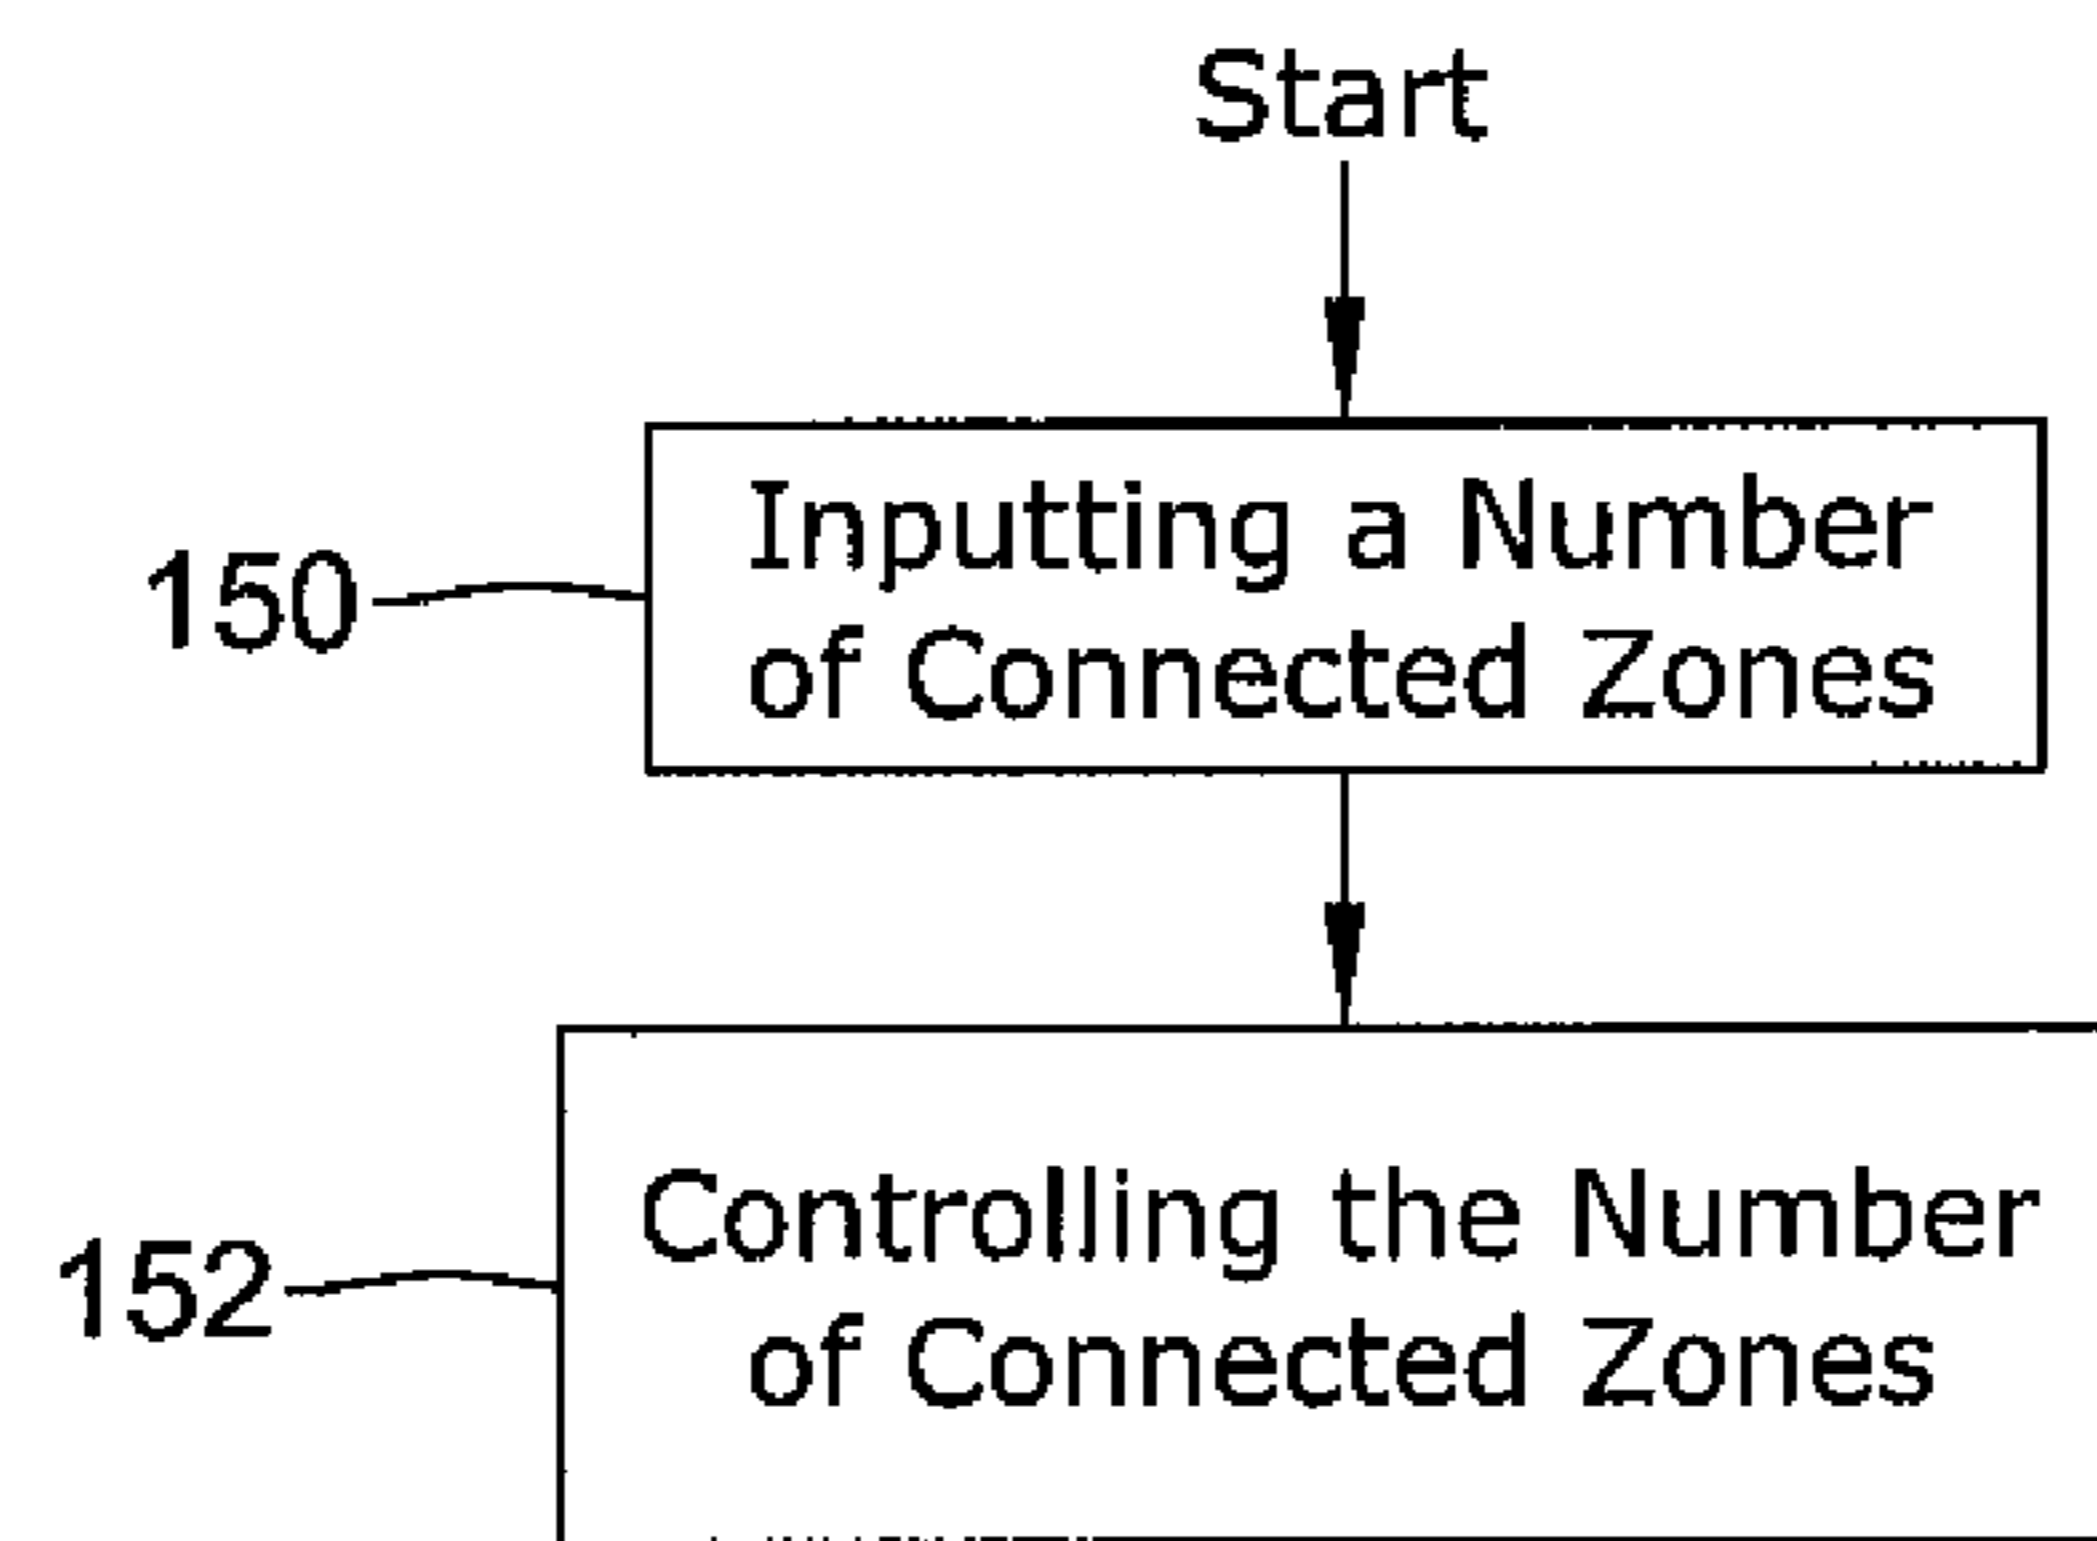 Start
Inputting a Number
150
of Connected Zones
Controlling the Number
152
of Connected Zones